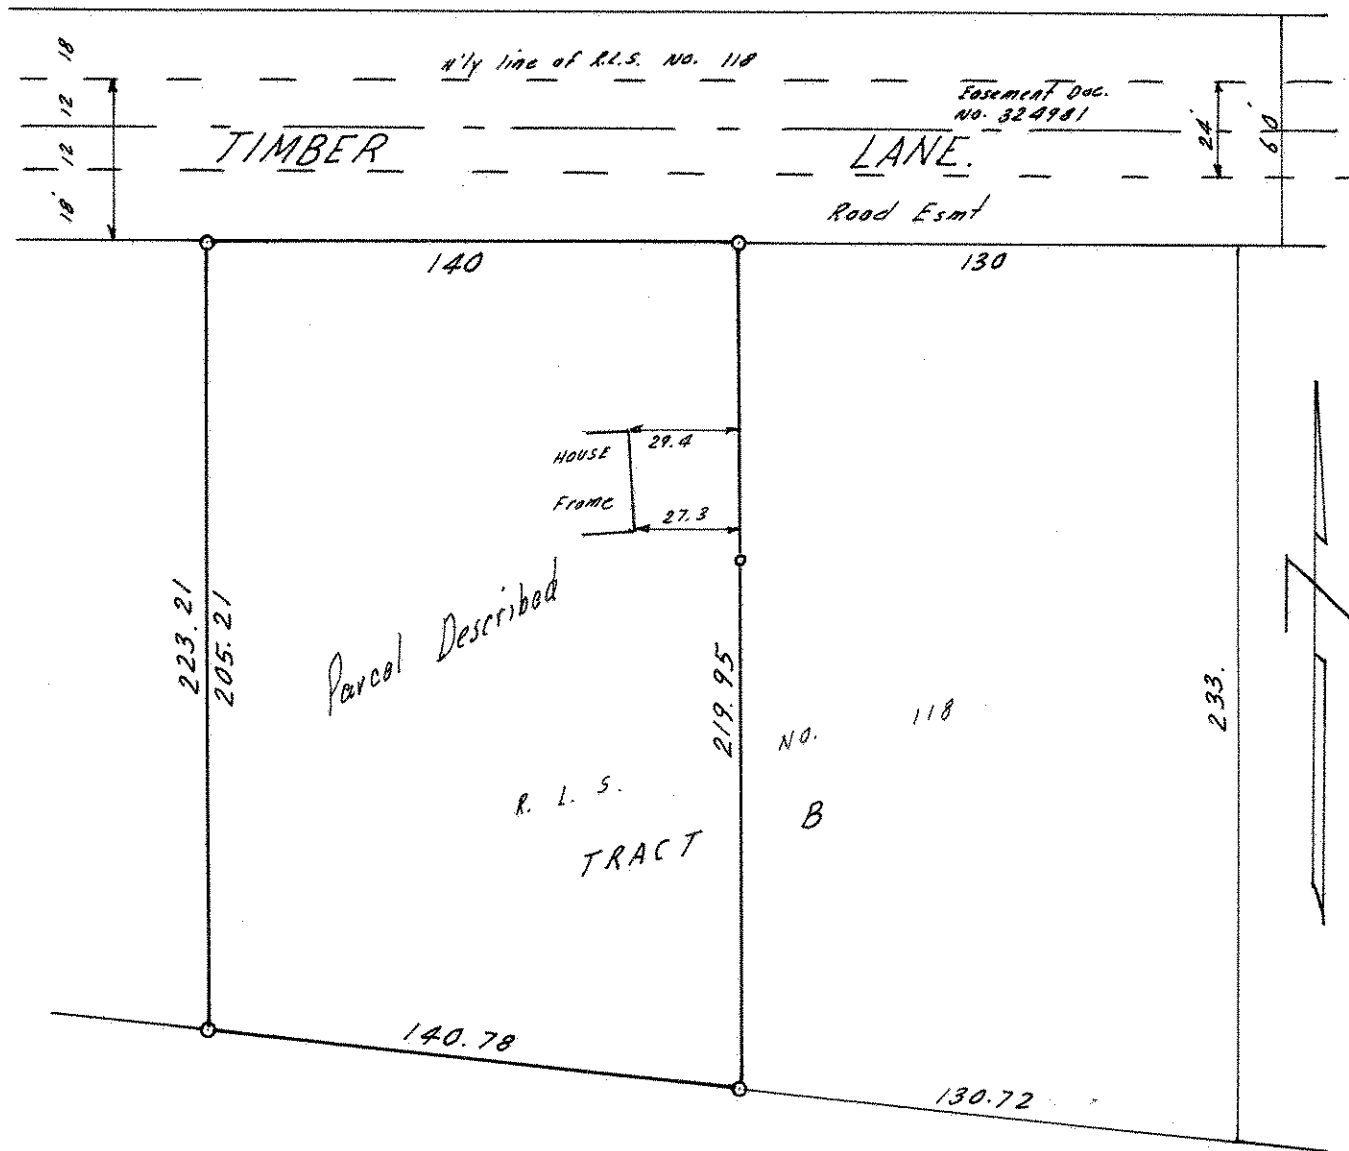 18
N'ly line of R.L.S. No. 118
12
Easement Doc.
No. 324981
24'
60'
12
TIMBER LANE.
18'
Road Esmt
140
130
29.4
HOUSE
Frame
27.3
Parcel Described
223.21
205.21
219.95
233.
R. L. S. NO. 118
TRACT B
140.78
130.72